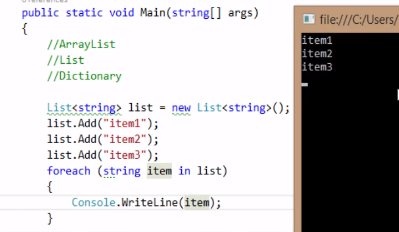 public static void Main(string[] args)
{
//ArrayList
//List
//Dictionary
List<string> list = new List<string>();
list.Add("item1");
list.Add("item2");
list.Add("item3");
foreach (string item in list)
{
Console.WriteLine(item);
}
file:///C:/Users/
item1
item2
item3